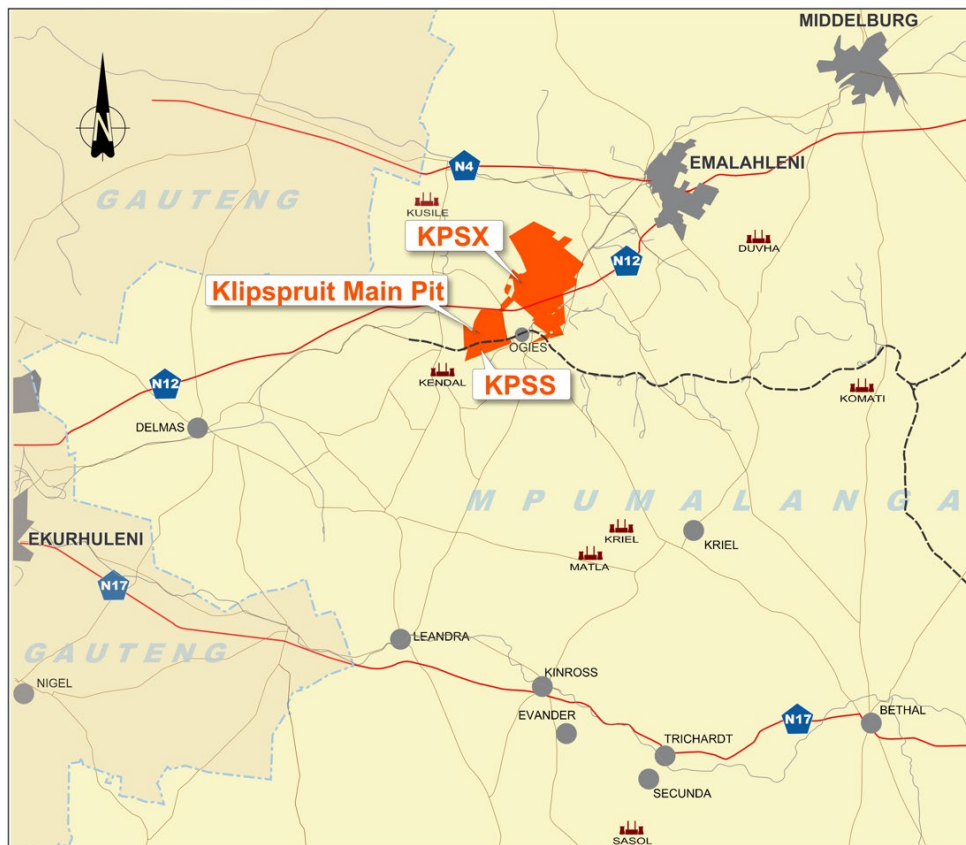 MIDDELBURG
N
N4
EMALAHLENI
GAUTENG
KUSILE
KPSX
DUVHA
N12
Klipspruit Main Pit
OGIES
KENDAL
KPSS
N12
KOMATI
DELMAS
MPUMALANGA
KRIEL
KRIEL
MATLA
EKURHULENI
N17
LEANDRA
GAUTENG
NIGEL
KINROSS
EVANDER
N17
BETHAL
TRICHARDT
SECUNDA
SASOL